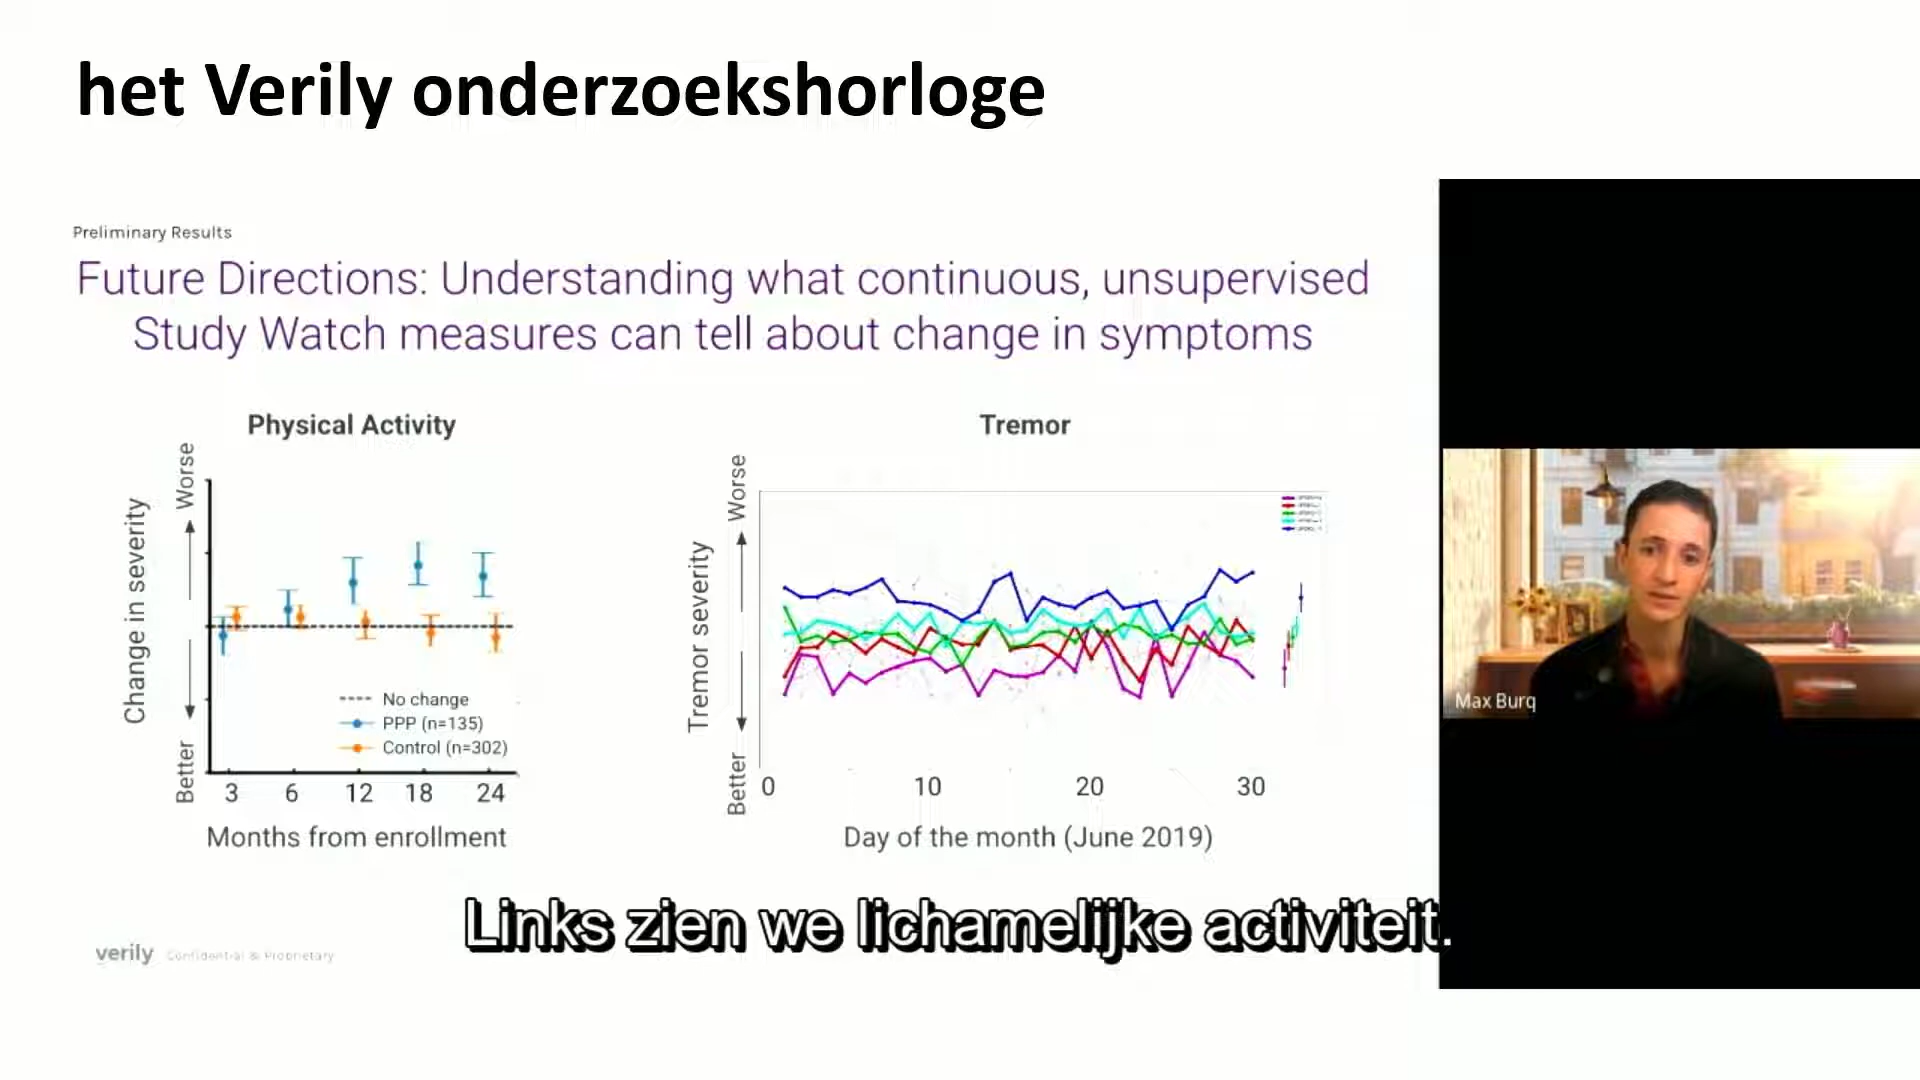 het Verily onderzoekshorloge
Preliminary Results
Future Directions: Understanding what continuous, unsupervised
Study Watch measures can tell about change in symptoms
Physical Activity
Worse
Change in severity
Better
No change
PPP (n=135)
Control (n=302)
3 6 12 18 24
Months from enrollment
Tremor
Worse
Tremor severity
Better
0 10 20 30
Day of the month (June 2019)
Max Burq
Links zien we lichamelijke activiteit.
verily Confidential & Proprietary